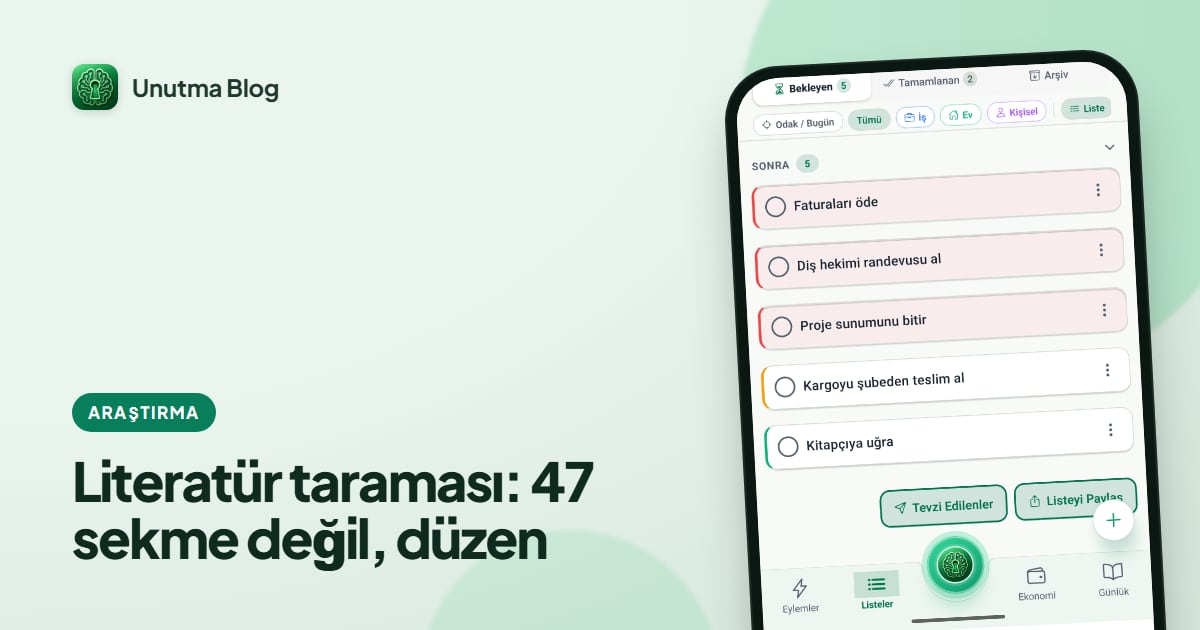 Unutma Blog
ARAŞTIRMA
Literatür taraması: 47
sekme değil, düzen
Bekleyen 5
Tamamlanan 2
Arşiv
Odak / Bugün
Tümü
İş
Ev
Kişisel
Liste
SONRA 5
Faturaları öde
Diş hekimi randevusu al
Proje sunumunu bitir
Kargoyu şubeden teslim al
Kitapçıya uğra
Tevzi Edilenler
Listeyi Paylaş
Eylemler
Listeler
Ekonomi
Günlük